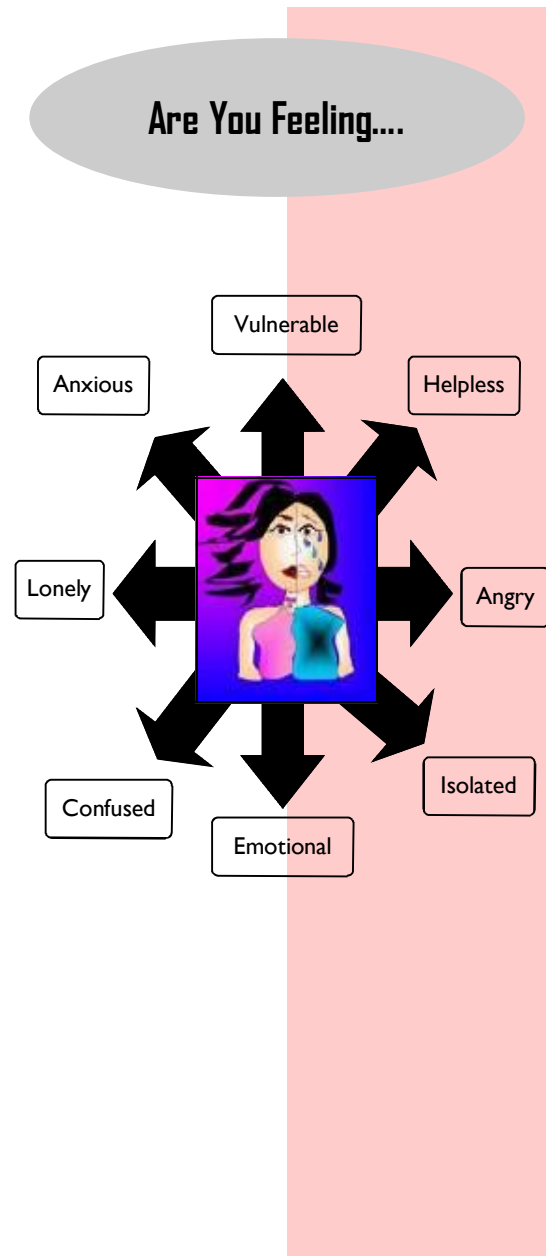 Are You Feeling....
Vulnerable
Anxious
Helpless
Lonely
Angry
Confused
Isolated
Emotional